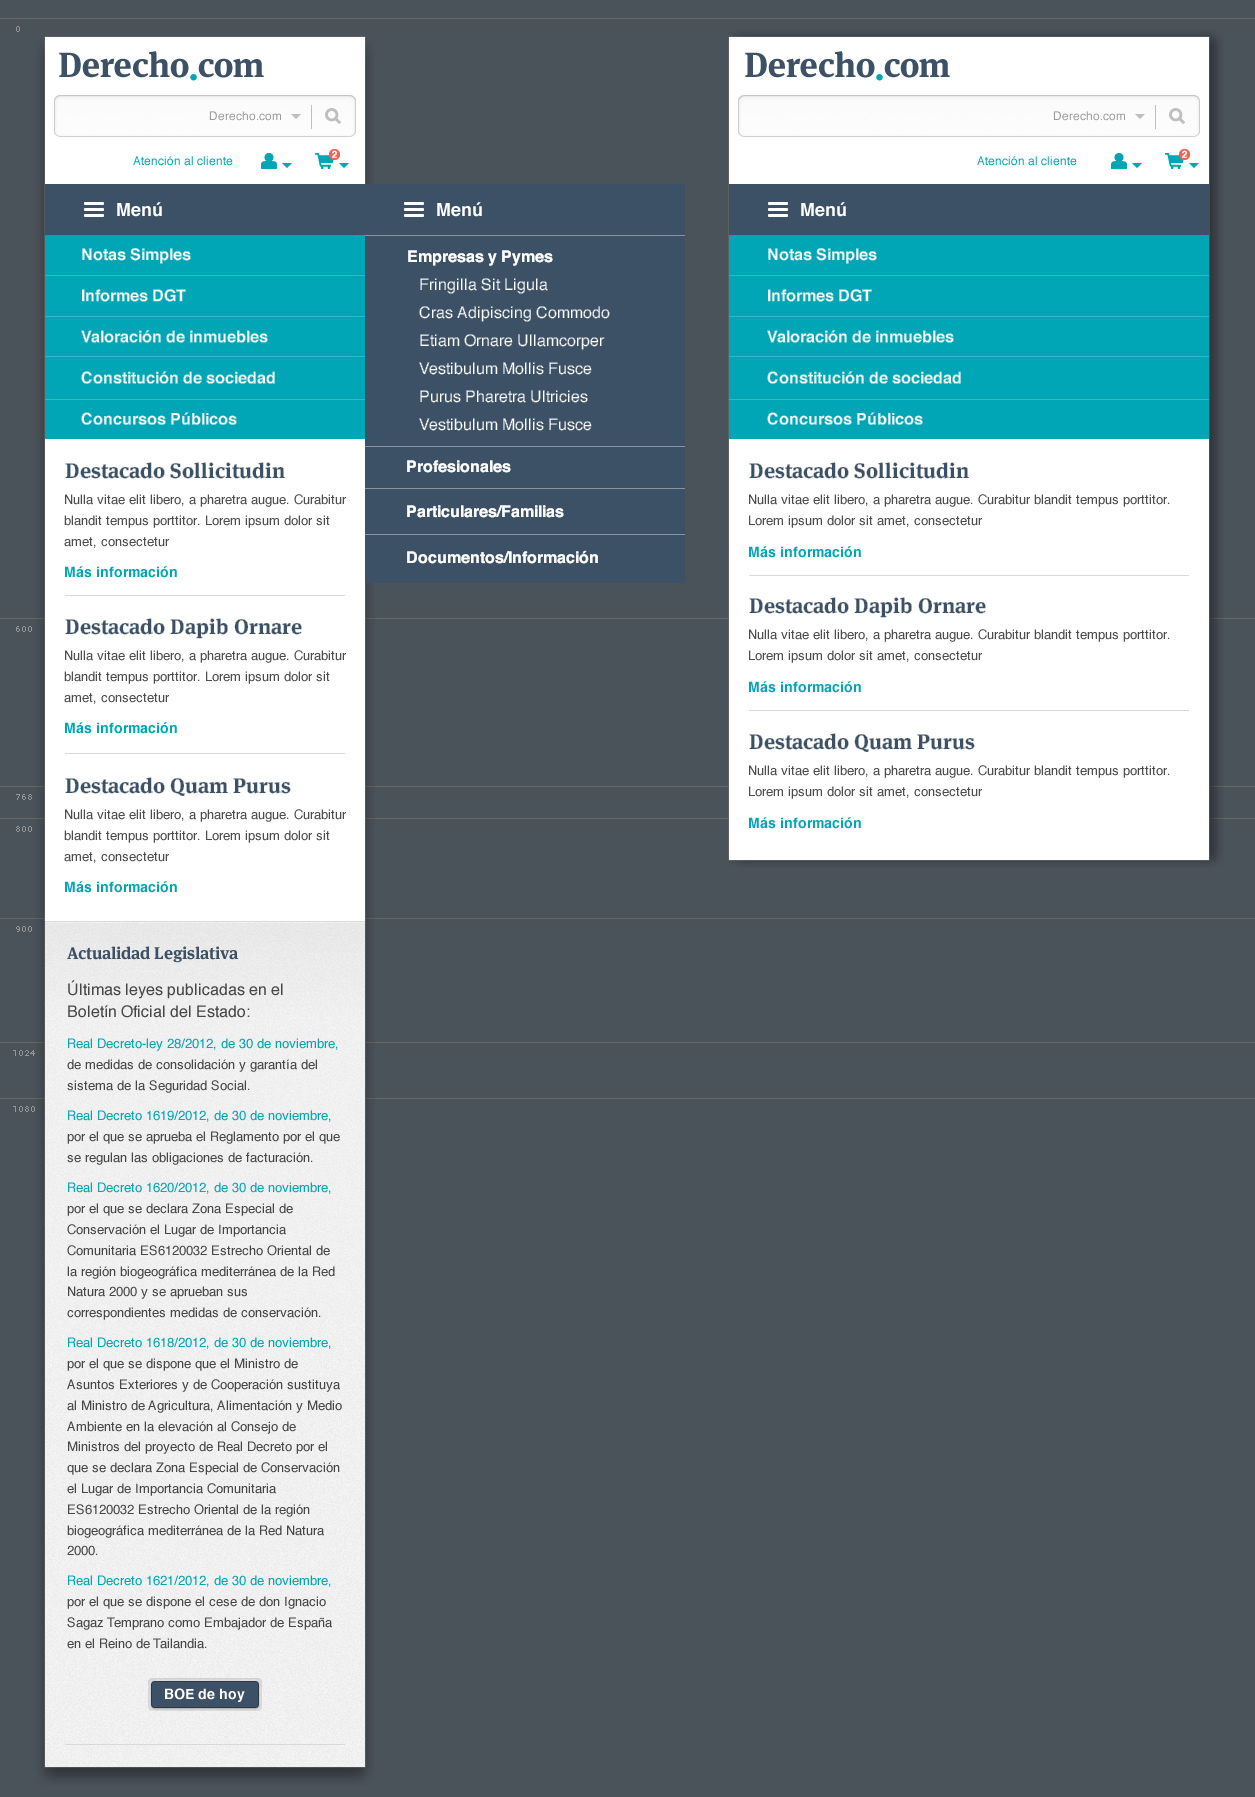 0
600
768
800
900
1024
1080
Derecho.com
Derecho.com
Atención al cliente
2
Menú
Notas Simples
Informes DGT
Valoración de inmuebles
Constitución de sociedad
Concursos Públicos
Destacado Sollicitudin
Nulla vitae elit libero, a pharetra augue. Curabitur
blandit tempus porttitor. Lorem ipsum dolor sit
amet, consectetur
Más información
Destacado Dapib Ornare
Nulla vitae elit libero, a pharetra augue. Curabitur
blandit tempus porttitor. Lorem ipsum dolor sit
amet, consectetur
Más información
Destacado Quam Purus
Nulla vitae elit libero, a pharetra augue. Curabitur
blandit tempus porttitor. Lorem ipsum dolor sit
amet, consectetur
Más información
Actualidad Legislativa
Últimas leyes publicadas en el
Boletín Oficial del Estado:
Real Decreto-ley 28/2012, de 30 de noviembre,
de medidas de consolidación y garantía del
sistema de la Seguridad Social.
Real Decreto 1619/2012, de 30 de noviembre,
por el que se aprueba el Reglamento por el que
se regulan las obligaciones de facturación.
Real Decreto 1620/2012, de 30 de noviembre,
por el que se declara Zona Especial de
Conservación el Lugar de Importancia
Comunitaria ES6120032 Estrecho Oriental de
la región biogeográfica mediterránea de la Red
Natura 2000 y se aprueban sus
correspondientes medidas de conservación.
Real Decreto 1618/2012, de 30 de noviembre,
por el que se dispone que el Ministro de
Asuntos Exteriores y de Cooperación sustituya
al Ministro de Agricultura, Alimentación y Medio
Ambiente en la elevación al Consejo de
Ministros del proyecto de Real Decreto por el
que se declara Zona Especial de Conservación
el Lugar de Importancia Comunitaria
ES6120032 Estrecho Oriental de la región
biogeográfica mediterránea de la Red Natura
2000.
Real Decreto 1621/2012, de 30 de noviembre,
por el que se dispone el cese de don Ignacio
Sagaz Temprano como Embajador de España
en el Reino de Tailandia.
BOE de hoy
Menú
Empresas y Pymes
Fringilla Sit Ligula
Cras Adipiscing Commodo
Etiam Ornare Ullamcorper
Vestibulum Mollis Fusce
Purus Pharetra Ultricies
Vestibulum Mollis Fusce
Profesionales
Particulares/Familias
Documentos/Información
Derecho.com
Derecho.com
Atención al cliente
2
Menú
Notas Simples
Informes DGT
Valoración de inmuebles
Constitución de sociedad
Concursos Públicos
Destacado Sollicitudin
Nulla vitae elit libero, a pharetra augue. Curabitur blandit tempus porttitor.
Lorem ipsum dolor sit amet, consectetur
Más información
Destacado Dapib Ornare
Nulla vitae elit libero, a pharetra augue. Curabitur blandit tempus porttitor.
Lorem ipsum dolor sit amet, consectetur
Más información
Destacado Quam Purus
Nulla vitae elit libero, a pharetra augue. Curabitur blandit tempus porttitor.
Lorem ipsum dolor sit amet, consectetur
Más información